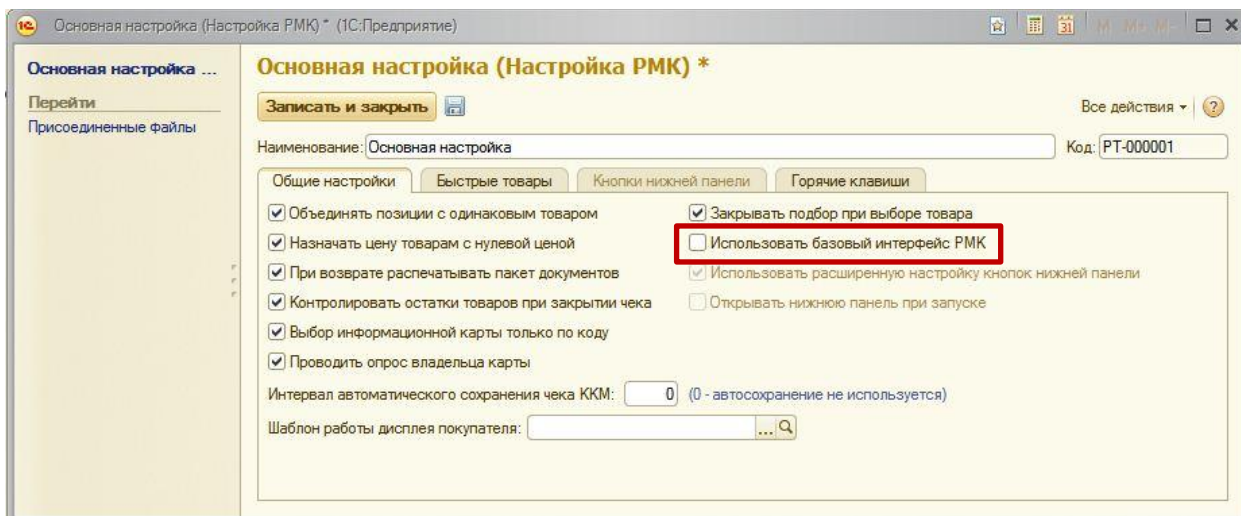 1С Основная настройка (Настройка РМК) * (1С:Предприятие) 31 M M+ M-
Основная настройка ...
Перейти
Присоединенные файлы
Основная настройка (Настройка РМК) *
Записать и закрыть Все действия ?
Наименование: Основная настройка Код: РТ-000001
Общие настройки Быстрые товары Кнопки нижней панели Горячие клавиши
Объединять позиции с одинаковым товаром Закрывать подбор при выборе товара
Назначать цену товарам с нулевой ценой Использовать базовый интерфейс РМК
При возврате распечатывать пакет документов Использовать расширенную настройку кнопок нижней панели
Контролировать остатки товаров при закрытии чека Открывать нижнюю панель при запуске
Выбор информационной карты только по коду
Проводить опрос владельца карты
Интервал автоматического сохранения чека ККМ: 0 (0 - автосохранение не используется)
Шаблон работы дисплея покупателя: ...